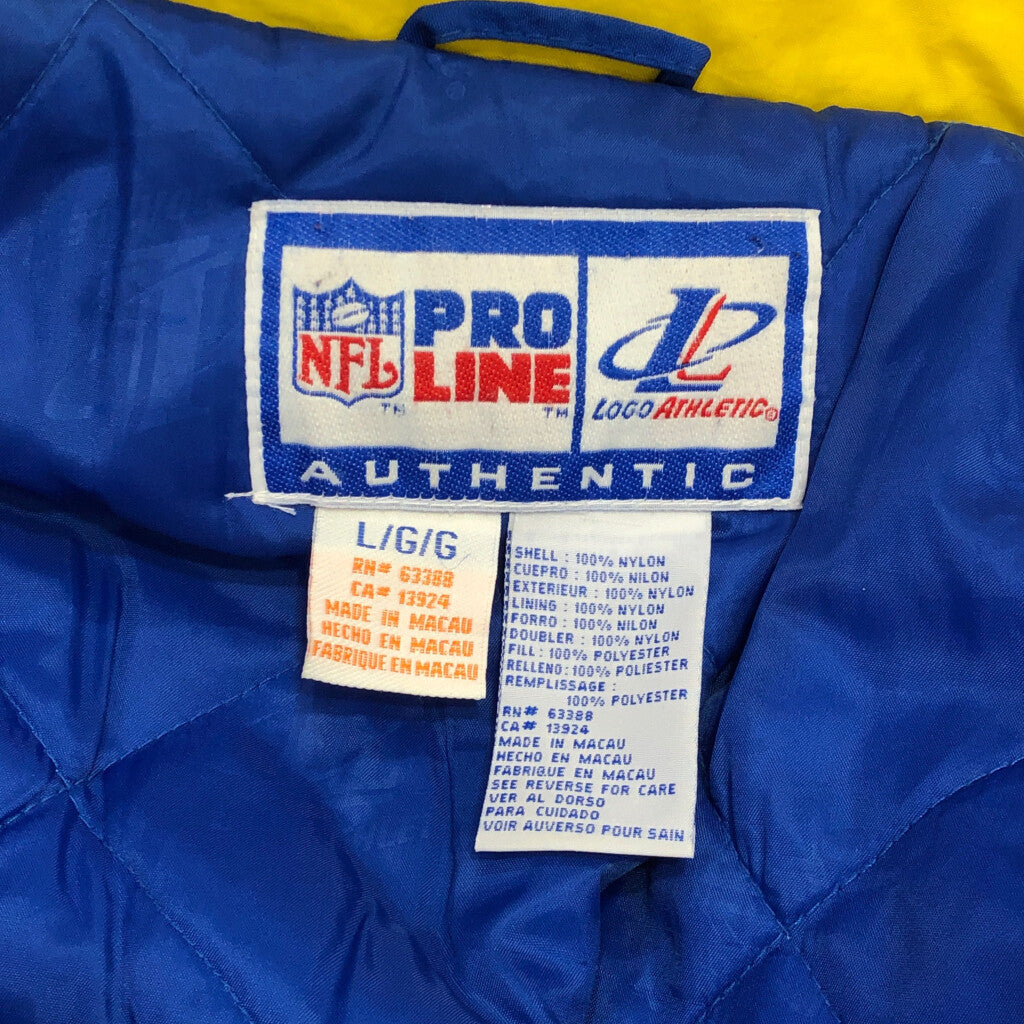 NFL
TM
PRO
LINE
TM
LOGO ATHLETIC®
AUTHENTIC
L/G/G
RN# 63388
CA# 13924
MADE IN MACAU
HECHO EN MACAU
FABRIQUE EN MACAU
SHELL : 100% NYLON
CUEPRO : 100% NILON
EXTERIEUR : 100% NYLON
LINING : 100% NYLON
FORRO : 100% NILON
DOUBLER : 100% NYLON
FILL : 100% POLYESTER
RELLENO : 100% POLIESTER
REMPLISSAGE :
100% POLYESTER
RN# 63388
CA# 13924
MADE IN MACAU
HECHO EN MACAU
FABRIQUE EN MACAU
SEE REVERSE FOR CARE
VER AL DORSO
PARA CUIDADO
VOIR AUVERSO POUR SAIN